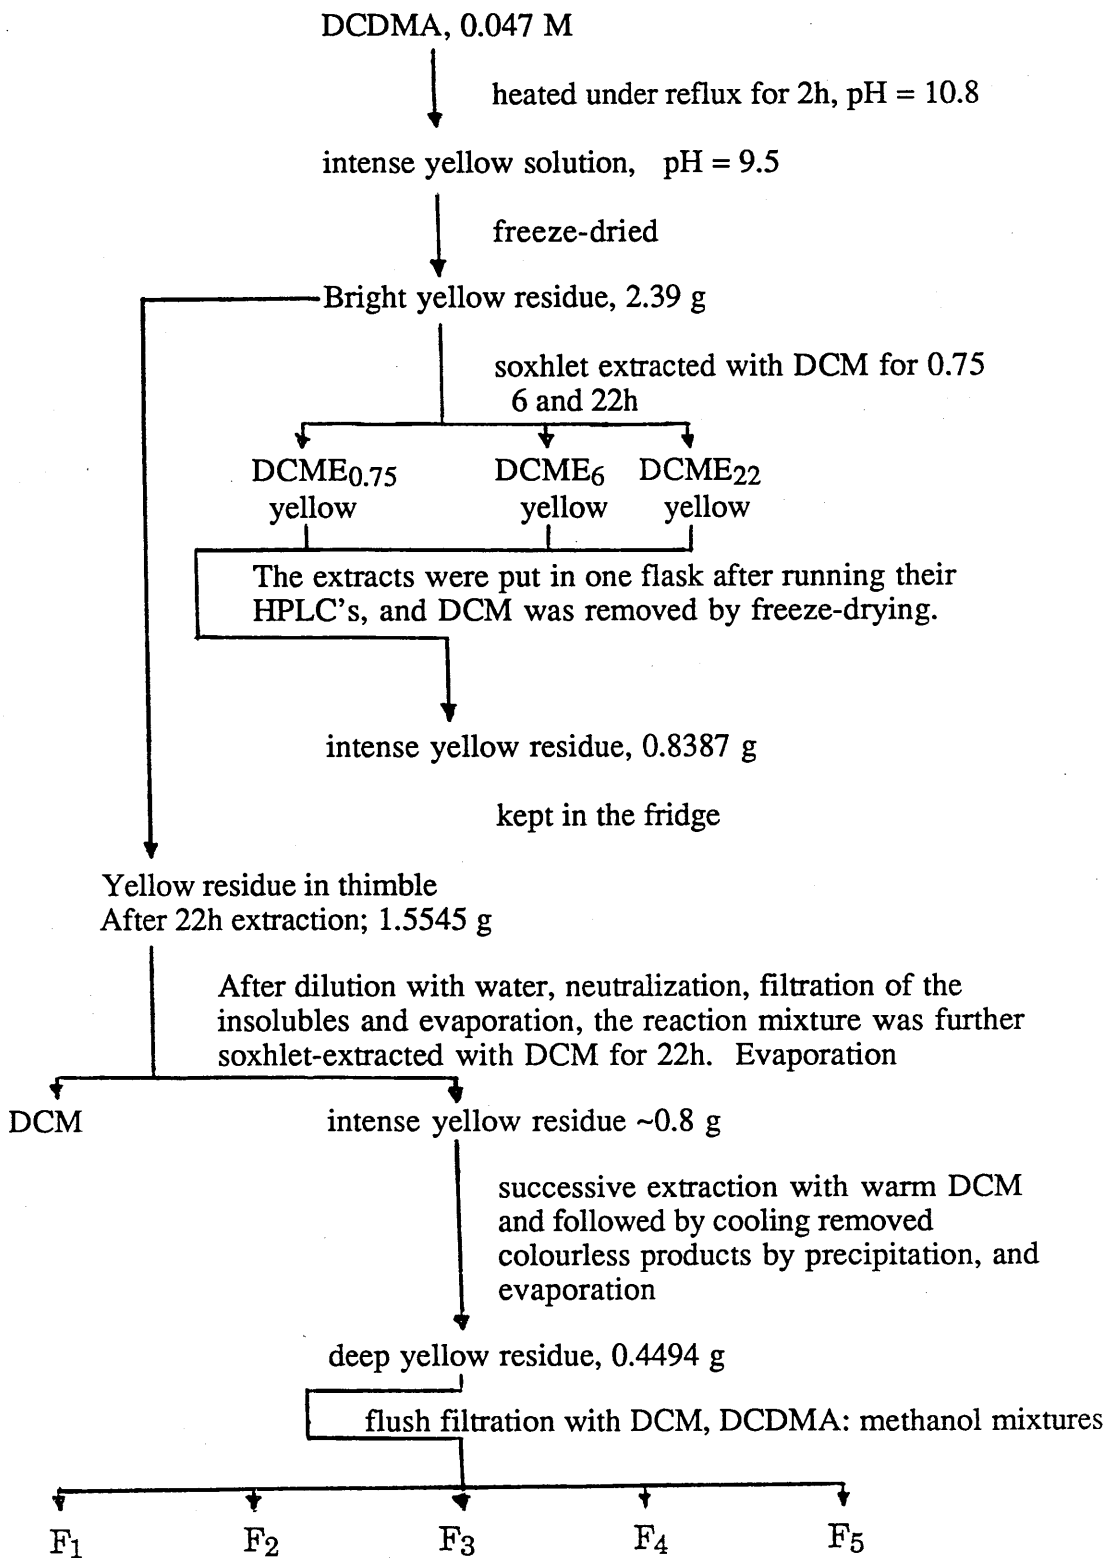 DCDMA, 0.047 M
heated under reflux for 2h, pH = 10.8
intense yellow solution, pH = 9.5
freeze-dried
Bright yellow residue, 2.39 g
soxhlet extracted with DCM for 0.75
6 and 22h
DCME0.75 DCME6 DCME22
yellow yellow yellow
The extracts were put in one flask after running their
HPLC's, and DCM was removed by freeze-drying.
intense yellow residue, 0.8387 g
kept in the fridge
Yellow residue in thimble
After 22h extraction; 1.5545 g
After dilution with water, neutralization, filtration of the
insolubles and evaporation, the reaction mixture was further
soxhlet-extracted with DCM for 22h. Evaporation
DCM intense yellow residue ~0.8 g
successive extraction with warm DCM
and followed by cooling removed
colourless products by precipitation, and
evaporation
deep yellow residue, 0.4494 g
flush filtration with DCM, DCDMA: methanol mixtures
F1 F2 F3 F4 F5